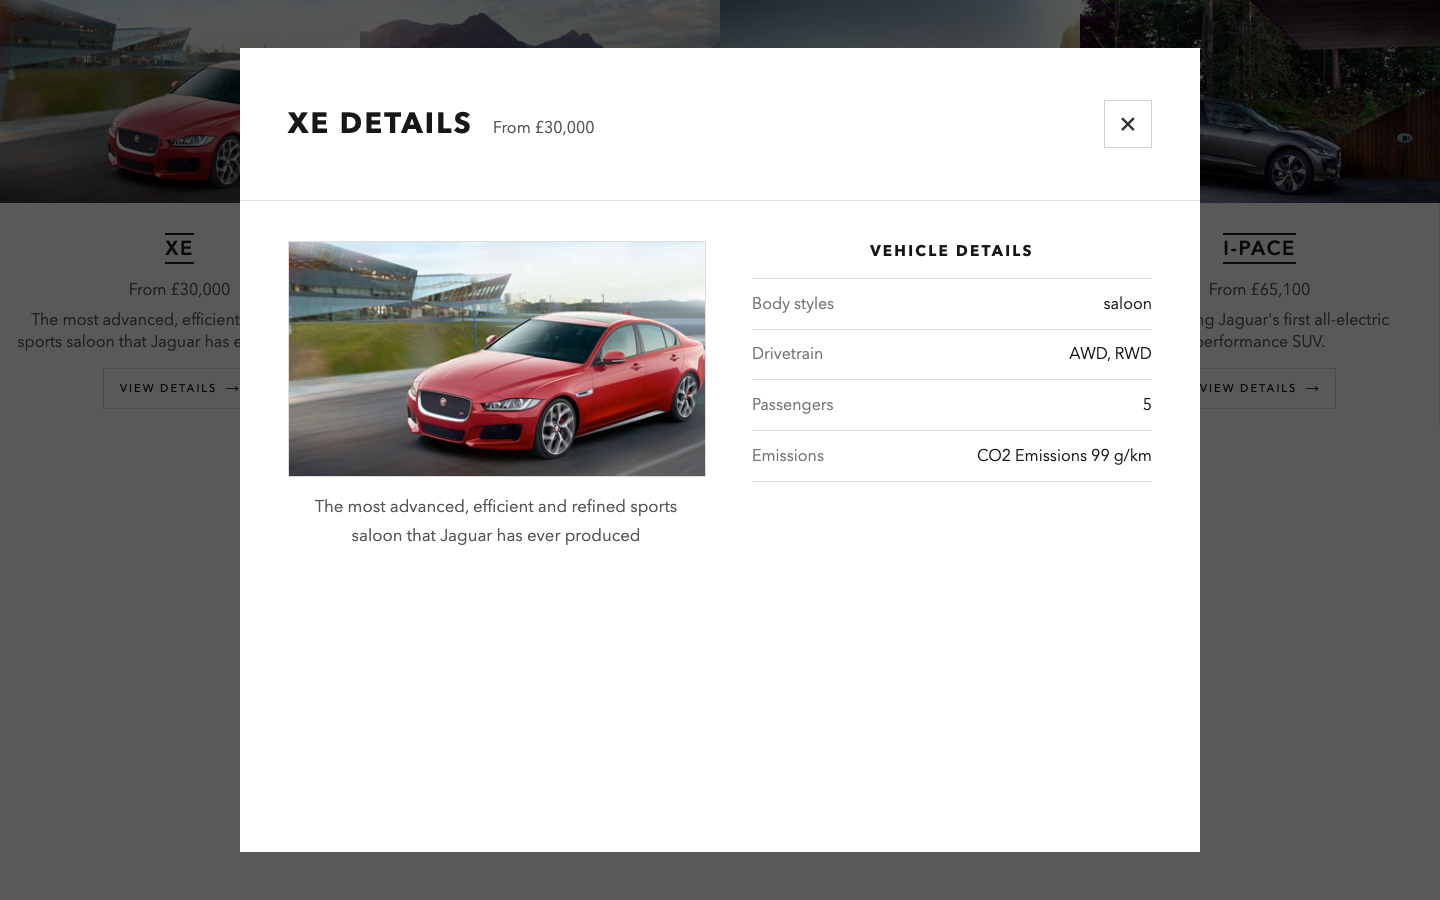 XE DETAILS From £30,000
VEHICLE DETAILS
Body styles saloon
Drivetrain AWD, RWD
Passengers 5
Emissions CO2 Emissions 99 g/km
The most advanced, efficient and refined sports
saloon that Jaguar has ever produced
XE
From £30,000
The most advanced, efficient
sports saloon that Jaguar has
VIEW DETAILS →
I-PACE
From £65,100
Jaguar's first all-electric
performance SUV.
VIEW DETAILS →